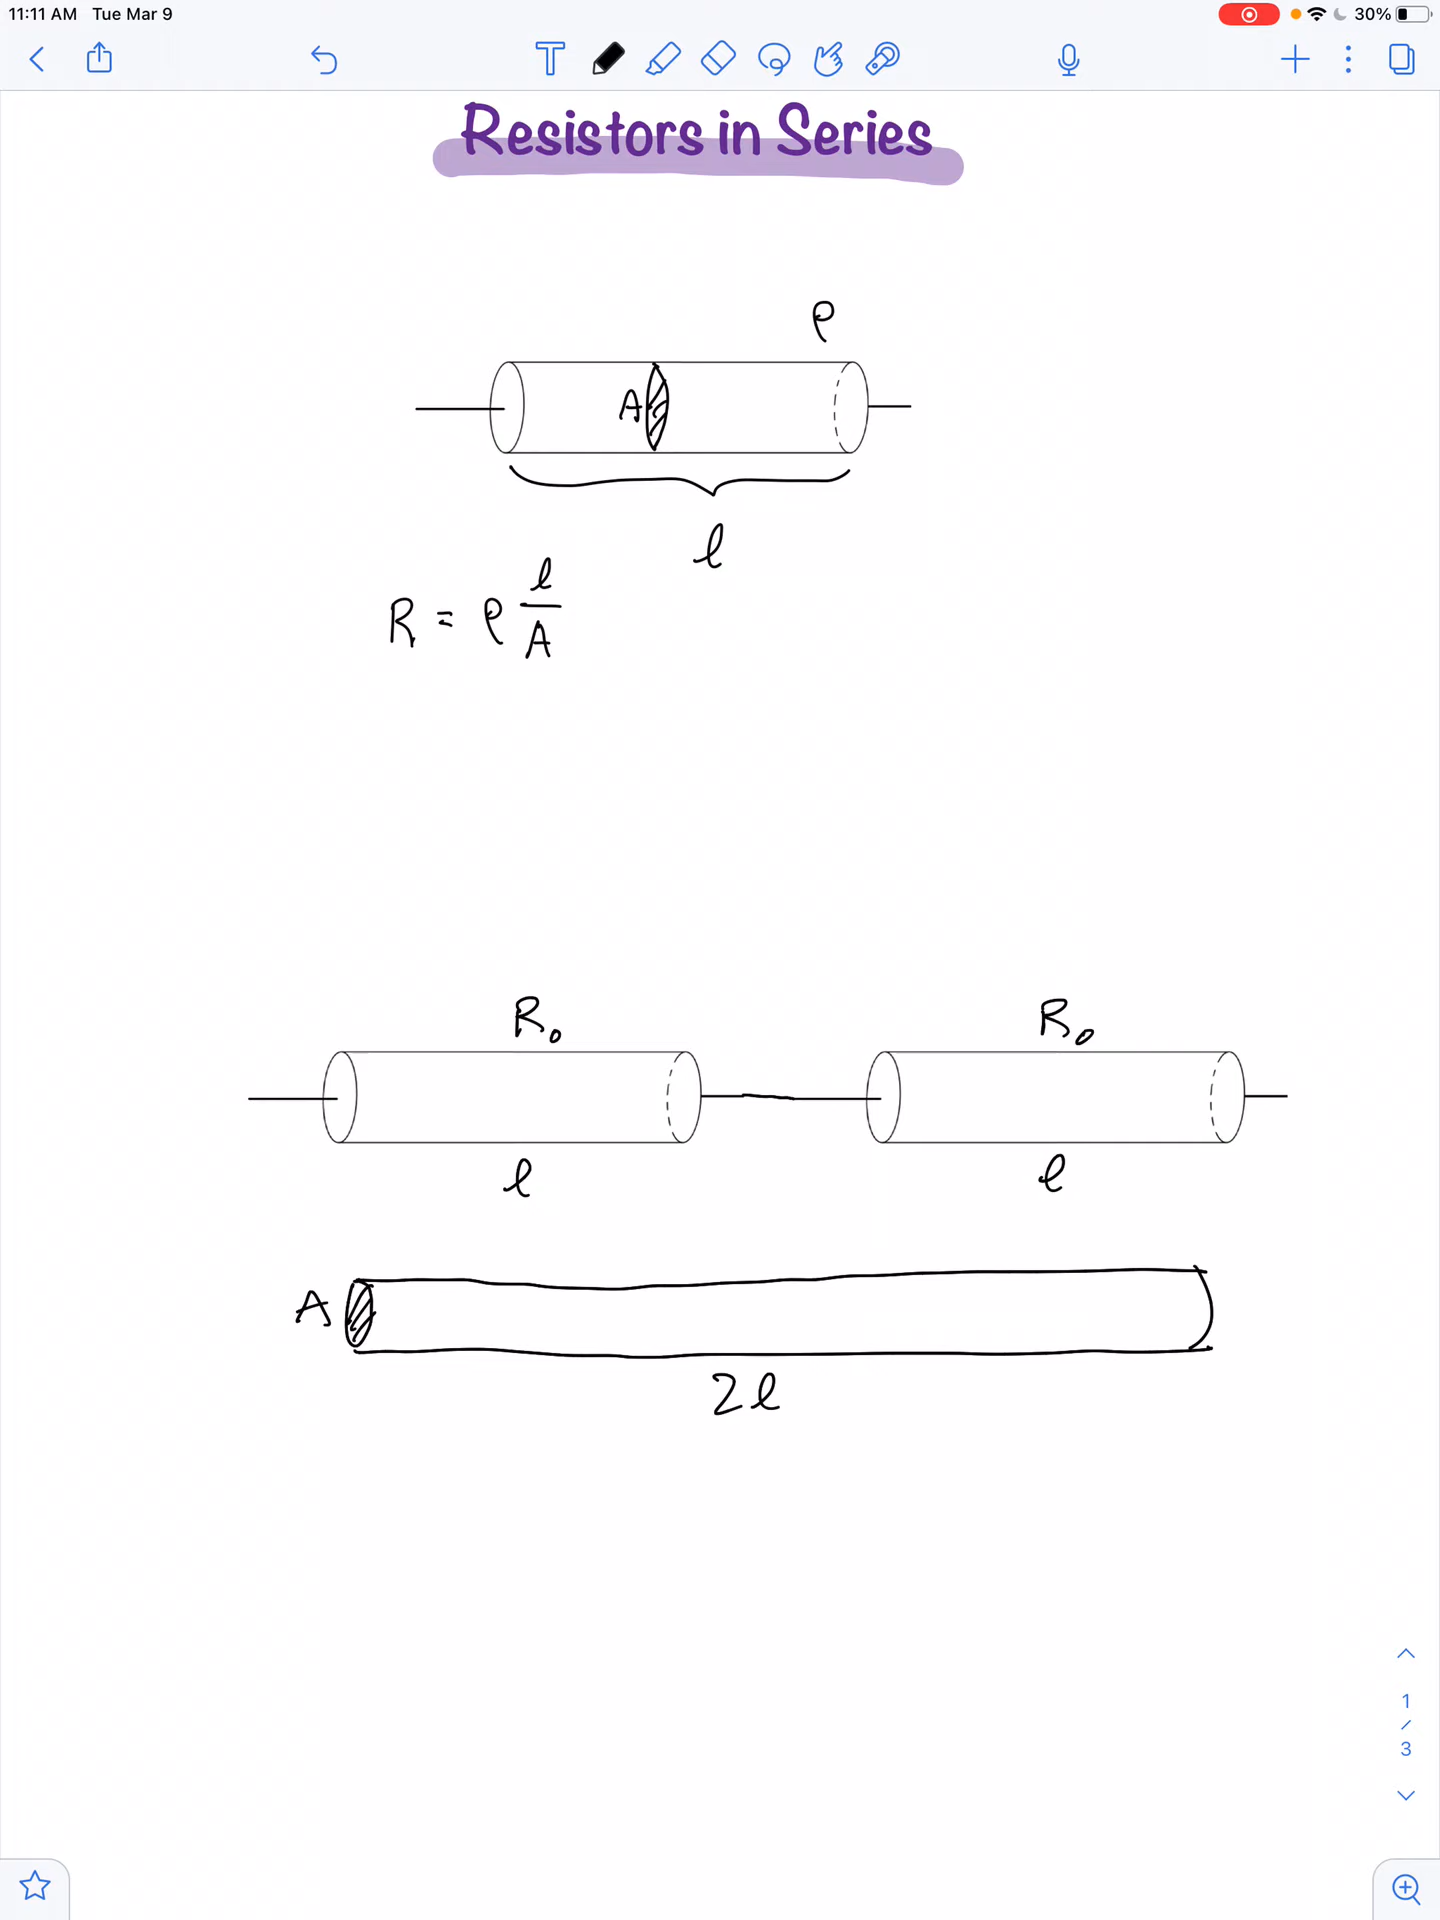 11:11 AM Tue Mar 9 30%
T
Resistors in Series
ρ
A
ℓ
R = ρ ℓ/A
R₀ R₀
ℓ ℓ
A
2ℓ
1
/
3